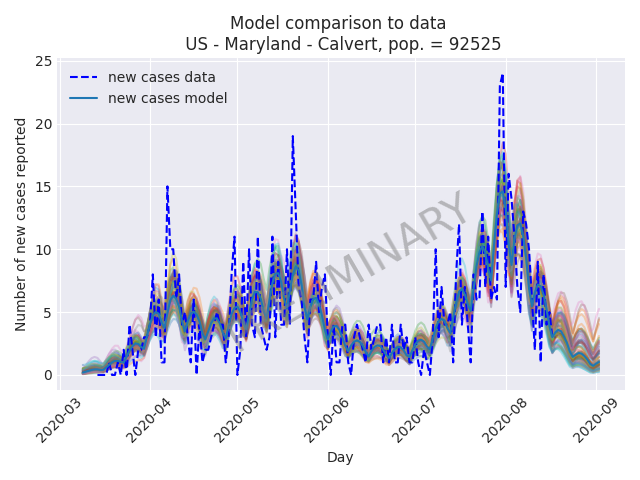 Model comparison to data
US - Maryland - Calvert, pop. = 92525
25
20
15
10
5
0
Number of new cases reported
new cases data
new cases model
2020-03
2020-04
2020-05
2020-06
2020-07
2020-08
2020-09
Day